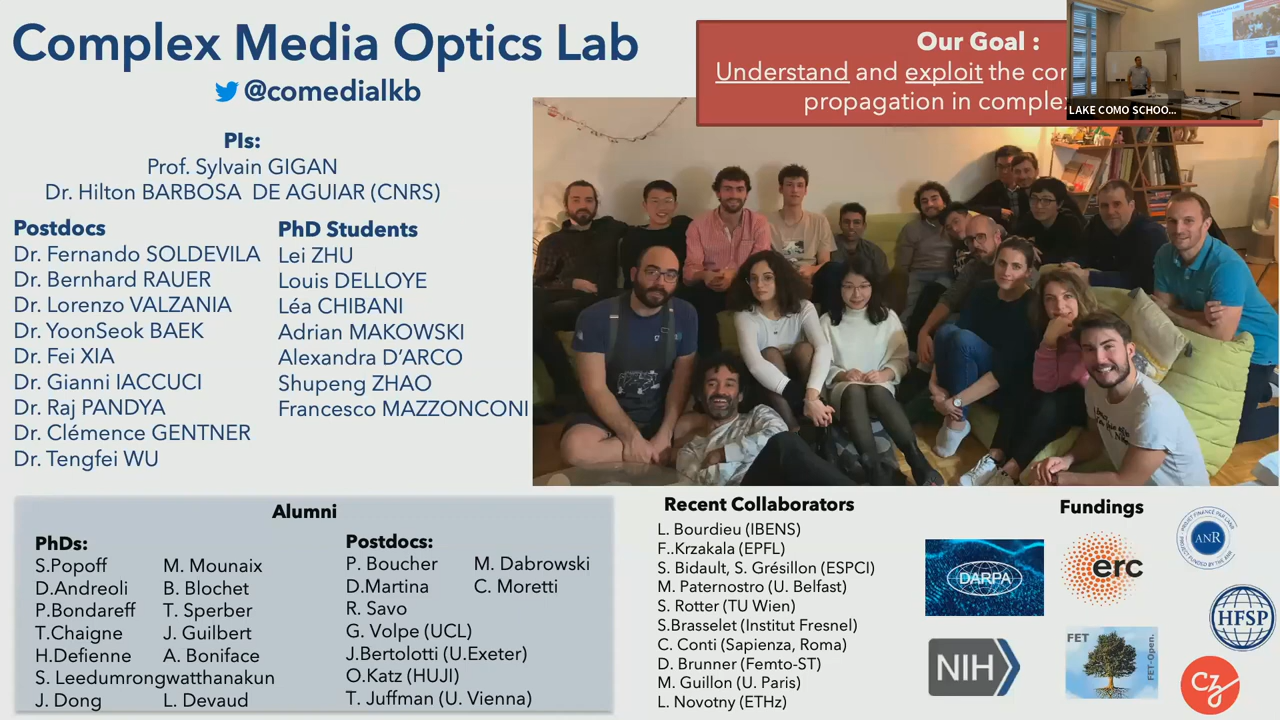 Complex Media Optics Lab
@comedialkb
Our Goal :
Understand and exploit the
propagation in
LAKE COMO SCHOO...
PIs:
Prof. Sylvain GIGAN
Dr. Hilton BARBOSA DE AGUIAR (CNRS)
Postdocs
Dr. Fernando SOLDEVILA
Dr. Bernhard RAUER
Dr. Lorenzo VALZANIA
Dr. YoonSeok BAEK
Dr. Fei XIA
Dr. Gianni IACCUCI
Dr. Raj PANDYA
Dr. Clémence GENTNER
Dr. Tengfei WU
PhD Students
Lei ZHU
Louis DELLOYE
Léa CHIBANI
Adrian MAKOWSKI
Alexandra D'ARCO
Shupeng ZHAO
Francesco MAZZONCONI
Alumni
PhDs:
S.Popoff
D.Andreoli
P.Bondareff
T.Chaigne
H.Defienne
S. Leedumrongwatthanakun
J. Dong
M. Mounaix
B. Blochet
T. Sperber
J. Guilbert
A. Boniface
L. Devaud
Postdocs:
P. Boucher
D.Martina
R. Savo
G. Volpe (UCL)
J.Bertolotti (U.Exeter)
O.Katz (HUJI)
T. Juffman (U. Vienna)
M. Dabrowski
C. Moretti
Recent Collaborators
L. Bourdieu (IBENS)
F..Krzakala (EPFL)
S. Bidault, S. Grésillon (ESPCI)
M. Paternostro (U. Belfast)
S. Rotter (TU Wien)
S.Brasselet (Institut Fresnel)
C. Conti (Sapienza, Roma)
D. Brunner (Femto-ST)
M. Guillon (U. Paris)
L. Novotny (ETHz)
Fundings
DARPA
erc
ANR
HFSP
NIH
FET
FET-Open.
CZI